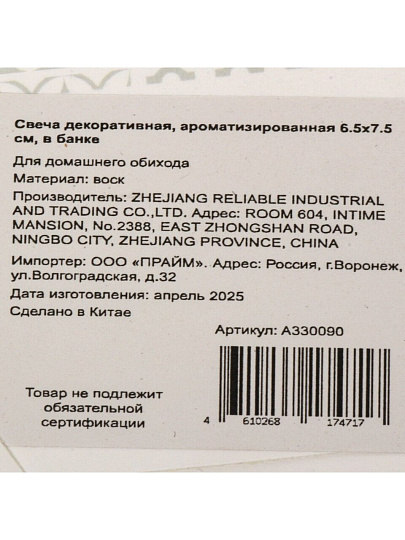 Свеча декоративная, ароматизированная 6.5x7.5
см, в банке
Для домашнего обихода
Материал: воск
Производитель: ZHEJIANG RELIABLE INDUSTRIAL
AND TRADING CO.,LTD. Адрес: ROOM 604, INTIME
MANSION, No.2388, EAST ZHONGSHAN ROAD,
NINGBO CITY, ZHEJIANG PROVINCE, CHINA
Импортер: ООО «ПРАЙМ». Адрес: Россия, г.Воронеж,
ул.Волгоградская, д.32
Дата изготовления: апрель 2025
Сделано в Китае
Артикул: А330090
Товар не подлежит
обязательной
сертификации
4 610268 174717